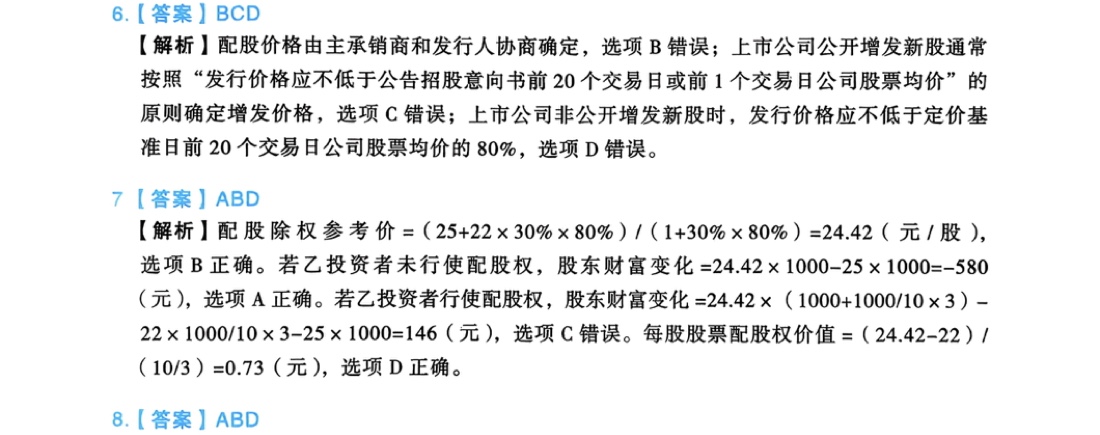 6.【答案】BCD
【解析】配股价格由主承销商和发行人协商确定，选项 B 错误；上市公司公开增发新股通常
按照“发行价格应不低于公告招股意向书前 20 个交易日或前 1 个交易日公司股票均价”的
原则确定增发价格，选项 C 错误；上市公司非公开增发新股时，发行价格应不低于定价基
准日前 20 个交易日公司股票均价的 80%，选项 D 错误。
7【答案】ABD
【解析】配股除权参考价 =（25+22×30%×80%）/（1+30%×80%）=24.42（元/股），
选项 B 正确。若乙投资者未行使配股权，股东财富变化 =24.42×1000-25×1000=-580
（元），选项 A 正确。若乙投资者行使配股权，股东财富变化 =24.42×（1000+1000/10×3）-
22×1000/10×3-25×1000=146（元），选项 C 错误。每股股票配股权价值 =（24.42-22）/
（10/3）=0.73（元），选项 D 正确。
8.【答案】ABD